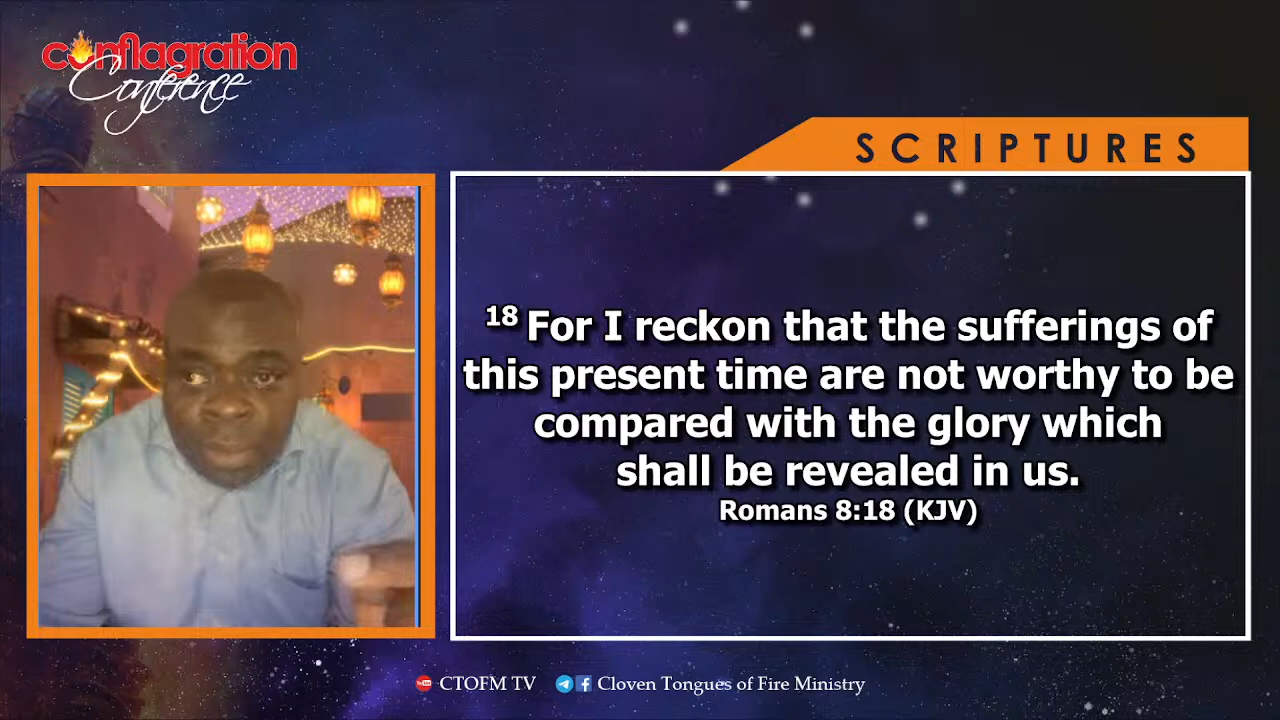 conflagration
Conference
SCRIPTURES
18 For I reckon that the sufferings of
this present time are not worthy to be
compared with the glory which
shall be revealed in us.
Romans 8:18 (KJV)
CTOFM TV Cloven Tongues of Fire Ministry